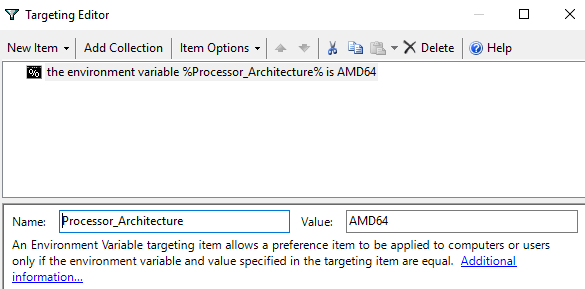 Targeting Editor
New Item Add Collection Item Options Delete Help
% the environment variable %Processor_Architecture% is AMD64
Name: Processor_Architecture Value: AMD64
An Environment Variable targeting item allows a preference item to be applied to computers or users
only if the environment variable and value specified in the targeting item are equal. Additional
information...